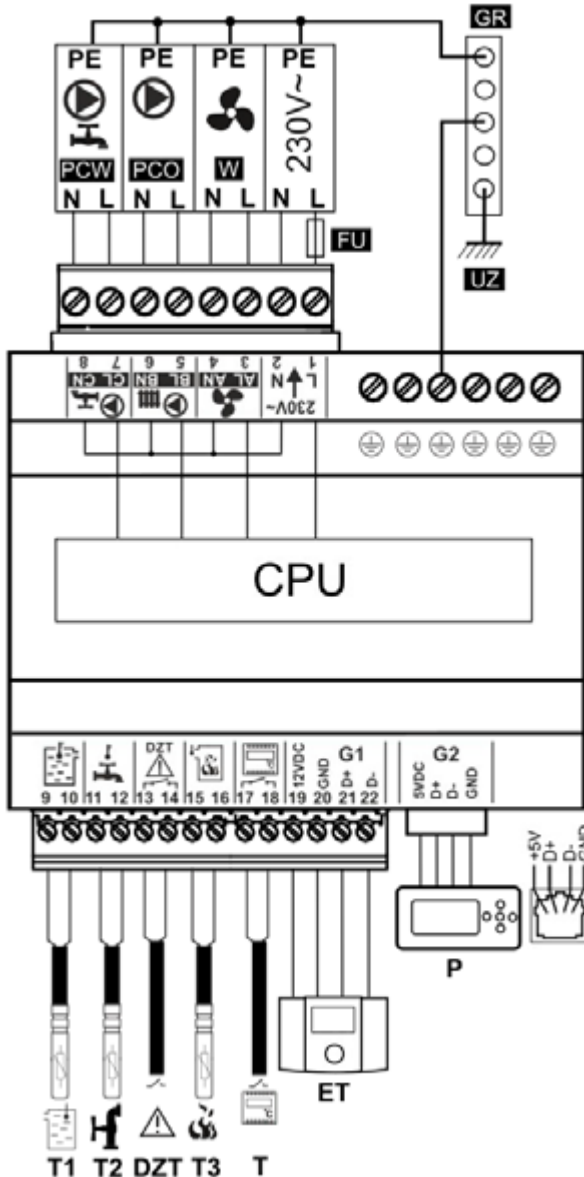 GR
PE PE PE PE
230V~
PCW PCO W
N L N L N L N L
FU
UZ
8 7 6 5 4 3 2 1
CN CL BN BL AN AL N L
230V~
CPU
DZT G1 G2
12VDC GND D+ D-
5VDC D+ D- GND
9 10 11 12 13 14 15 16 17 18 19 20 21 22
+5V D+ D- GND
°C
P
ET
°C
T1 T2 DZT T3 T